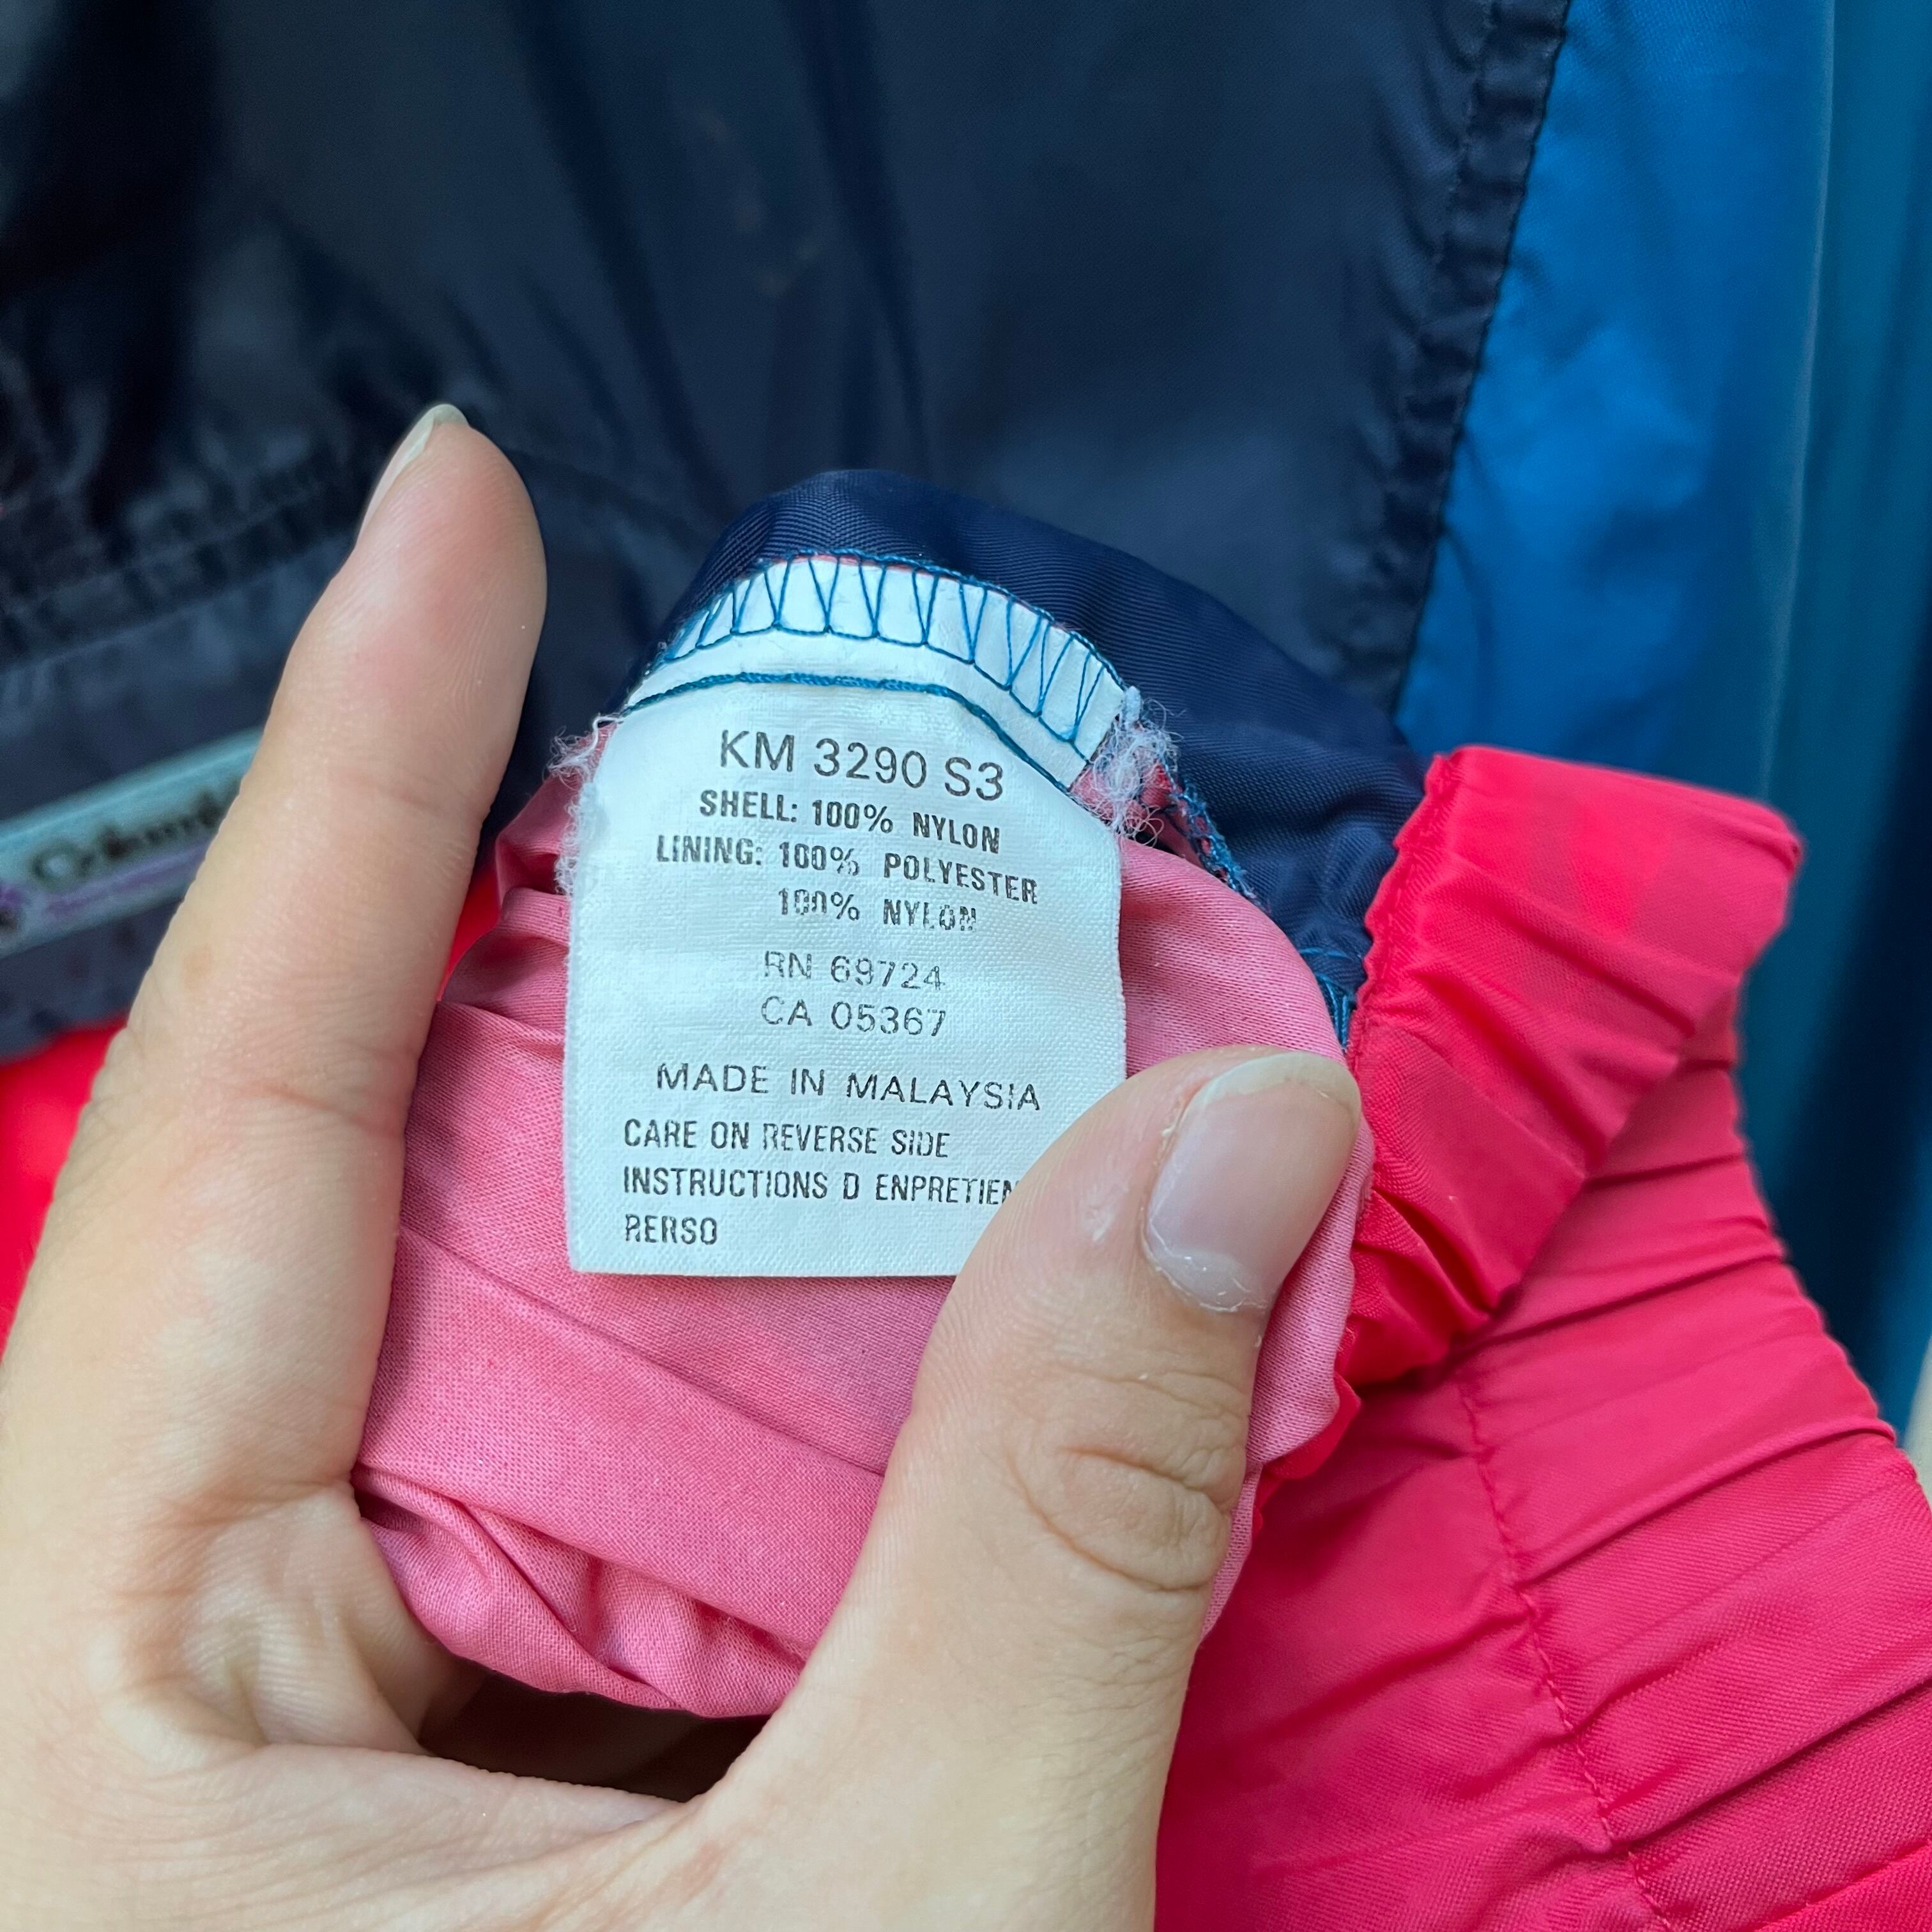 KM 3290 S3
SHELL: 100% NYLON
LINING: 100% POLYESTER
100% NYLON
RN 69724
CA 05367
MADE IN MALAYSIA
CARE ON REVERSE SIDE
INSTRUCTIONS D ENPRETIEN
RERSO